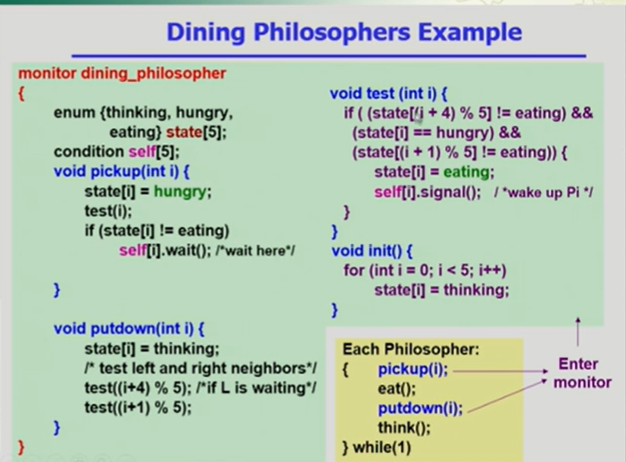 Dining Philosophers Example
monitor dining_philosopher
{
enum {thinking, hungry,
eating} state[5];
condition self[5];
void pickup(int i) {
state[i] = hungry;
test(i);
if (state[i] != eating)
self[i].wait(); /*wait here*/
}
void putdown(int i) {
state[i] = thinking;
/* test left and right neighbors*/
test((i+4) % 5); /*if L is waiting*/
test((i+1) % 5);
}
}
void test (int i) {
if ( (state[(i + 4) % 5] != eating) &&
(state[i] == hungry) &&
(state[(i + 1) % 5] != eating)) {
state[i] = eating;
self[i].signal(); /*wake up Pi */
}
}
void init() {
for (int i = 0; i < 5; i++)
state[i] = thinking;
}
Each Philosopher:
{ pickup(i);
eat();
putdown(i);
think();
} while(1)
Enter
monitor